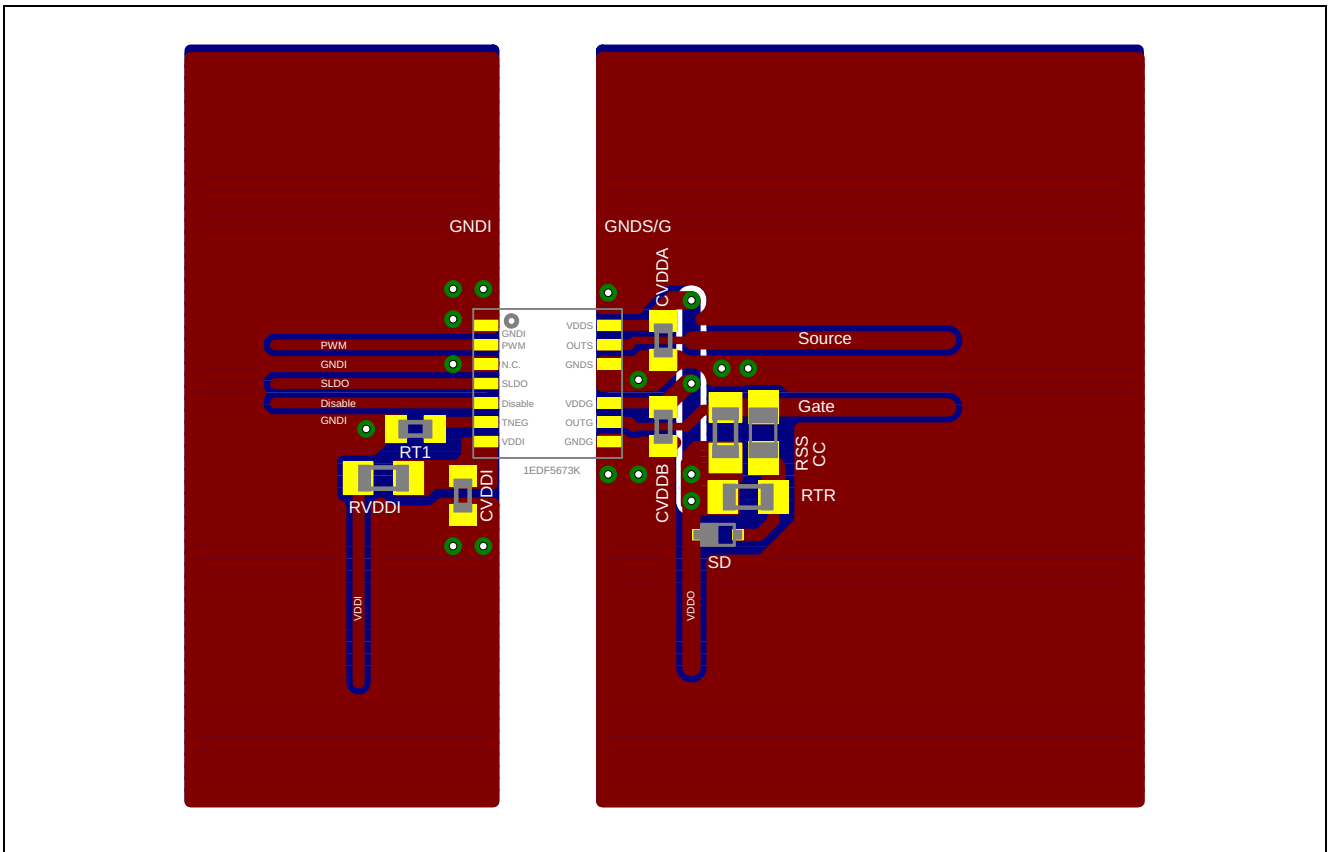 GNDI
GNDS/G
CVDDA
PWM
GNDI
SLDO
Disable
GNDI
GNDI
PWM
N.C.
SLDO
Disable
TNEG
VDDI
VDDS
OUTS
GNDS
VDDG
OUTG
GNDG
1EDF5673K
Source
Gate
RT1
RVDDI
CVDDI
CVDDB
RSS
CC
RTR
SD
VDDI
VDDO